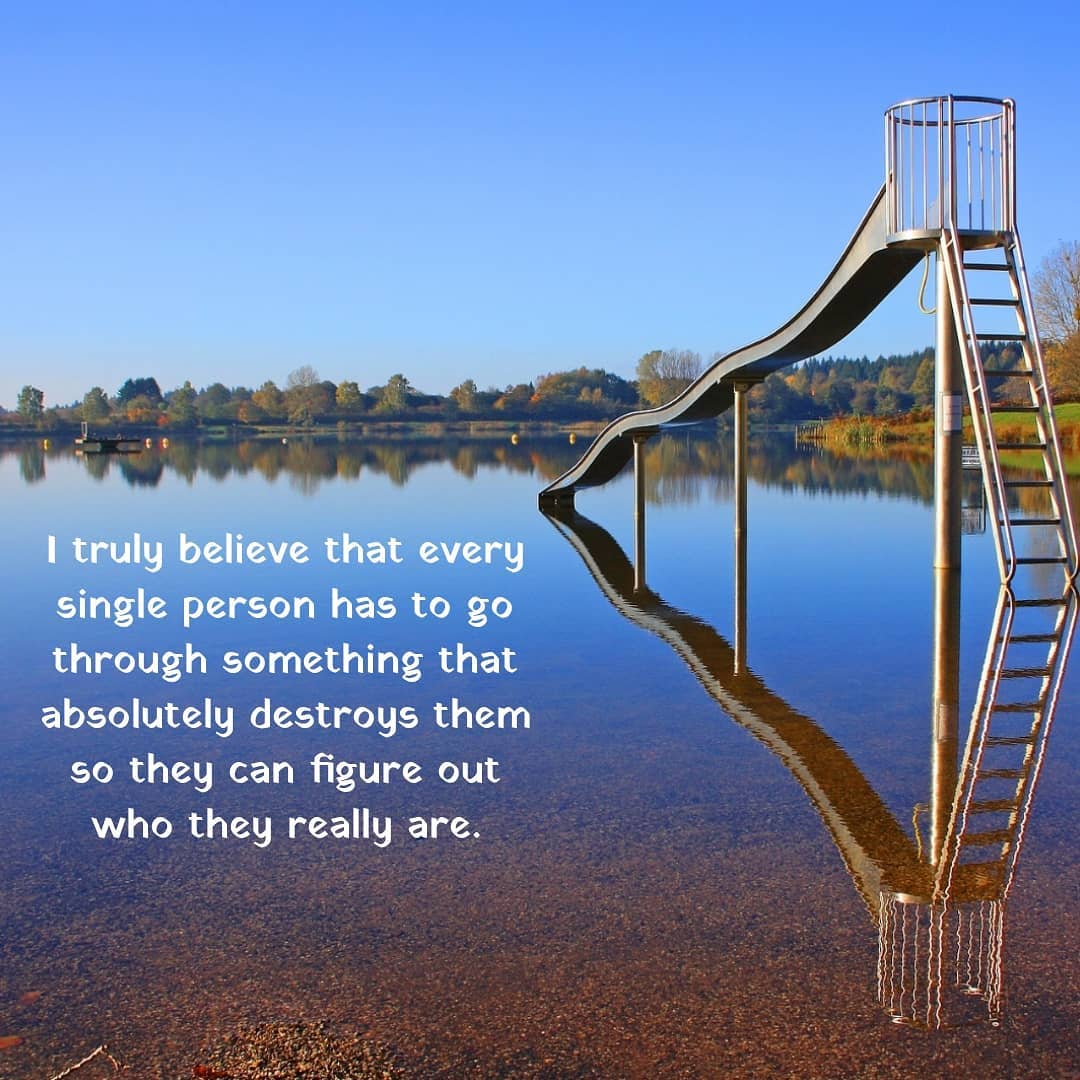 I truly believe that every
single person has to go
through something that
absolutely destroys them
so they can figure out
who they really are.